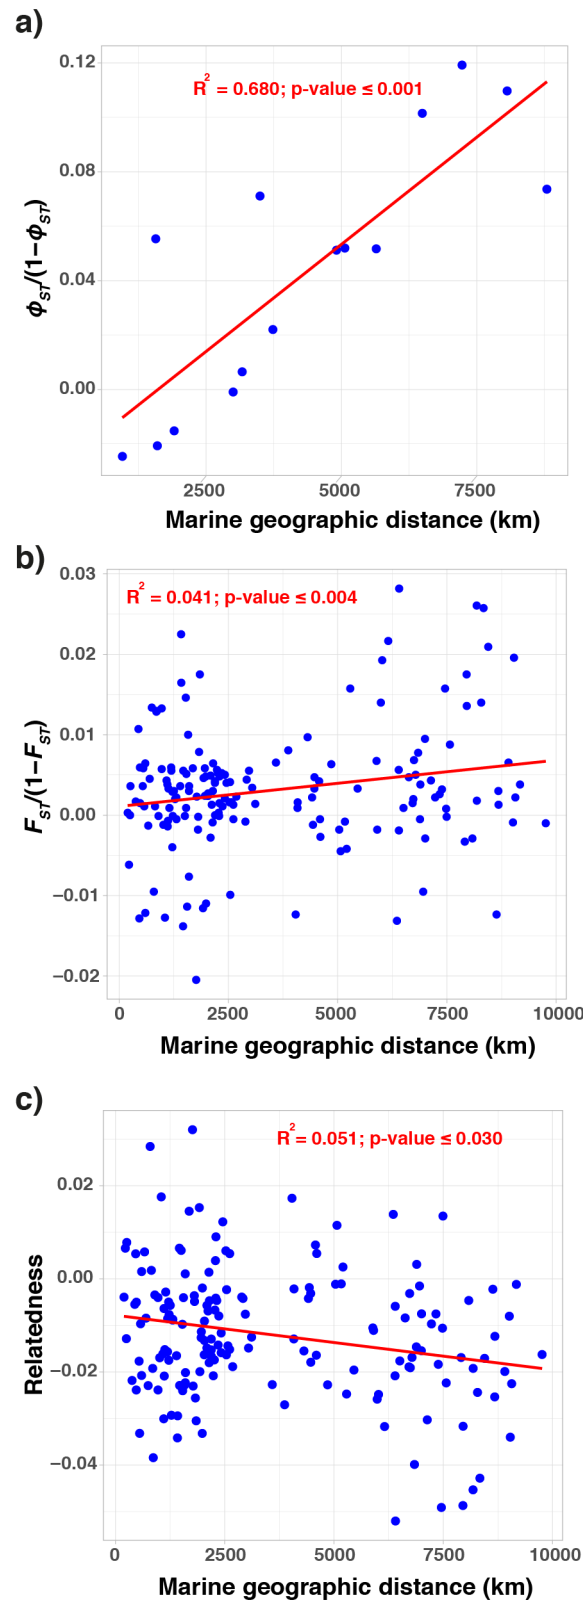 a)
R² = 0.680; p-value ≤ 0.001
0.12
0.08
0.04
0.00
ϕST/(1−ϕST)
2500 5000 7500
Marine geographic distance (km)
b)
R² = 0.041; p-value ≤ 0.004
0.03
0.02
0.01
0.00
−0.01
−0.02
FST/(1−FST)
0 2500 5000 7500 10000
Marine geographic distance (km)
c)
R² = 0.051; p-value ≤ 0.030
0.02
0.00
−0.02
−0.04
Relatedness
0 2500 5000 7500 10000
Marine geographic distance (km)